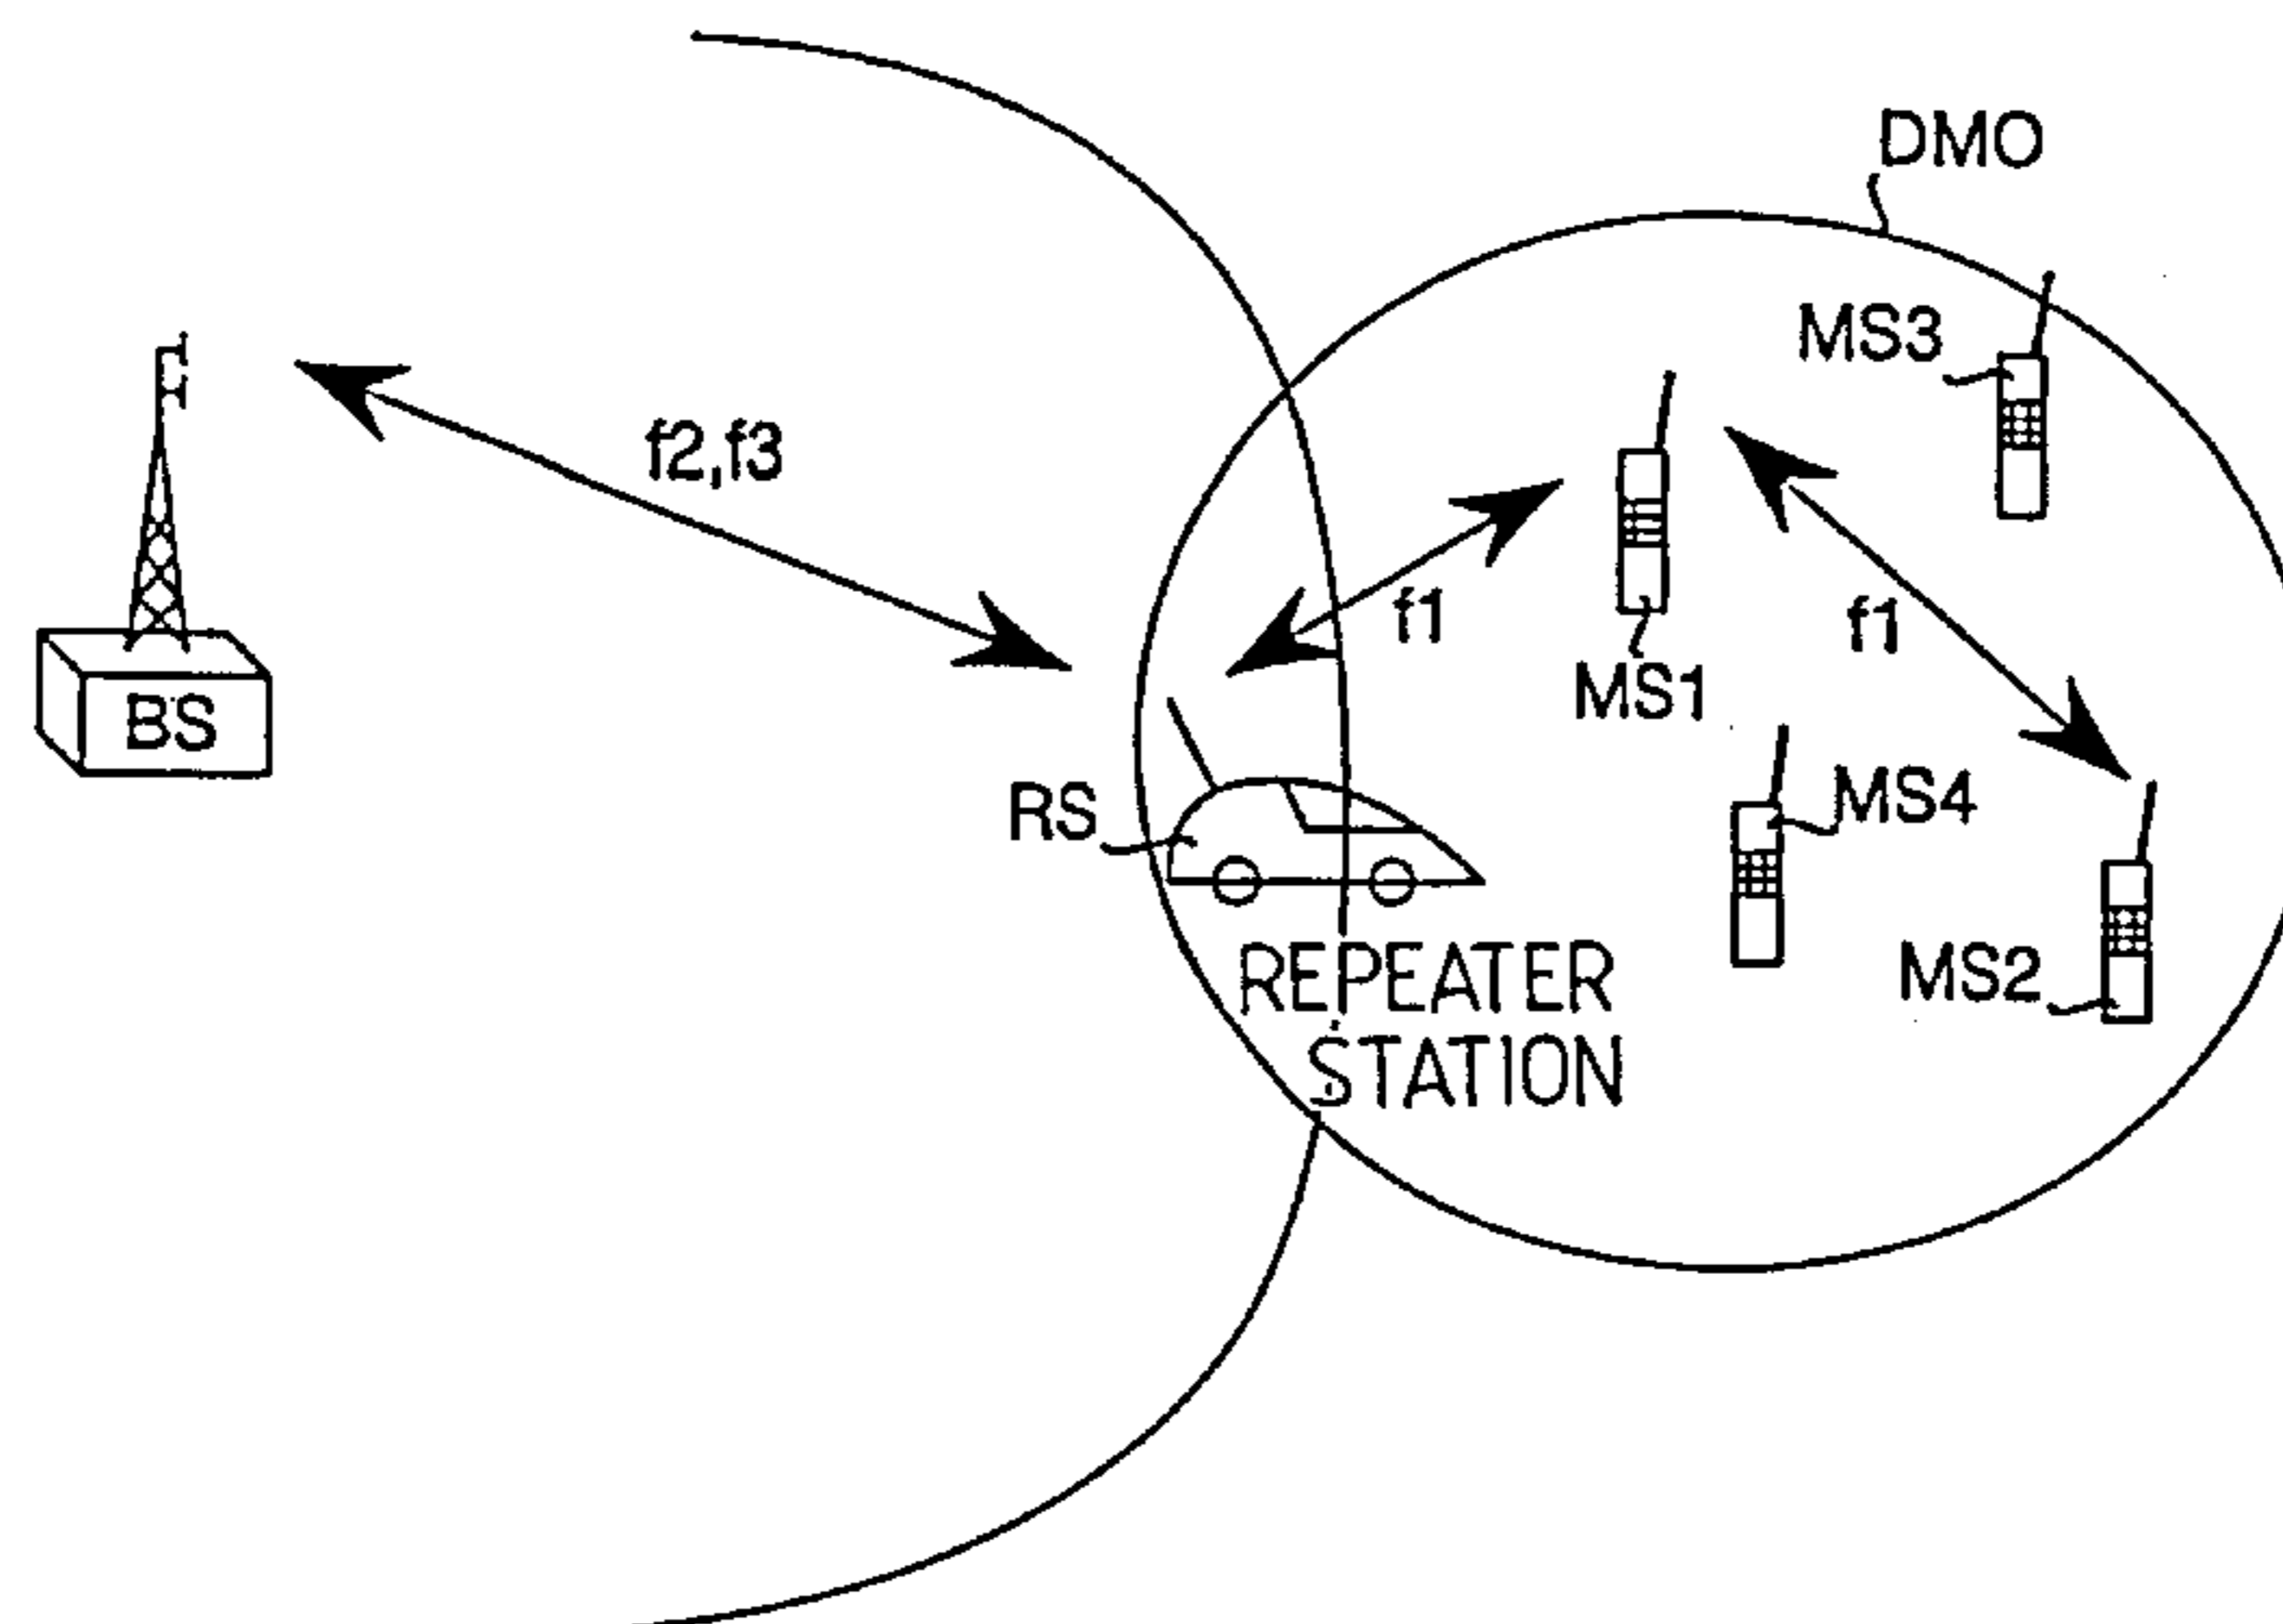 DMO
MS3
f2,f3
f1
f1
MS1
BS
RS
MS4
MS2
REPEATER
STATION